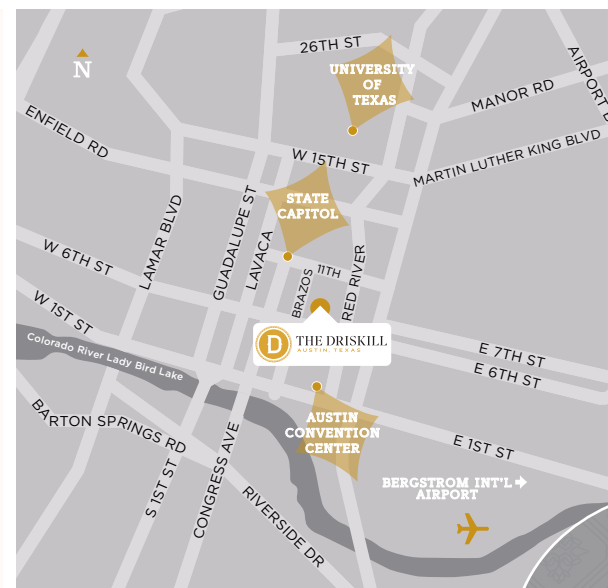 26TH ST
AIRPORT B
N
UNIVERSITY
OF
TEXAS
MANOR RD
ENFIELD RD
MARTIN LUTHER KING BLVD
W 15TH ST
STATE
CAPITOL
LAMAR BLVD
GUADALUPE ST
LAVACA
W 6TH ST
BRAZOS
11TH
RED RIVER
W 1ST ST
D
THE DRISKILL
AUSTIN, TEXAS
Colorado River Lady Bird Lake
E 7TH ST
E 6TH ST
BARTON SPRINGS RD
AUSTIN
CONVENTION
CENTER
E 1ST ST
S 1ST ST
CONGRESS AVE
RIVERSIDE DR
BERGSTROM INT'L
AIRPORT